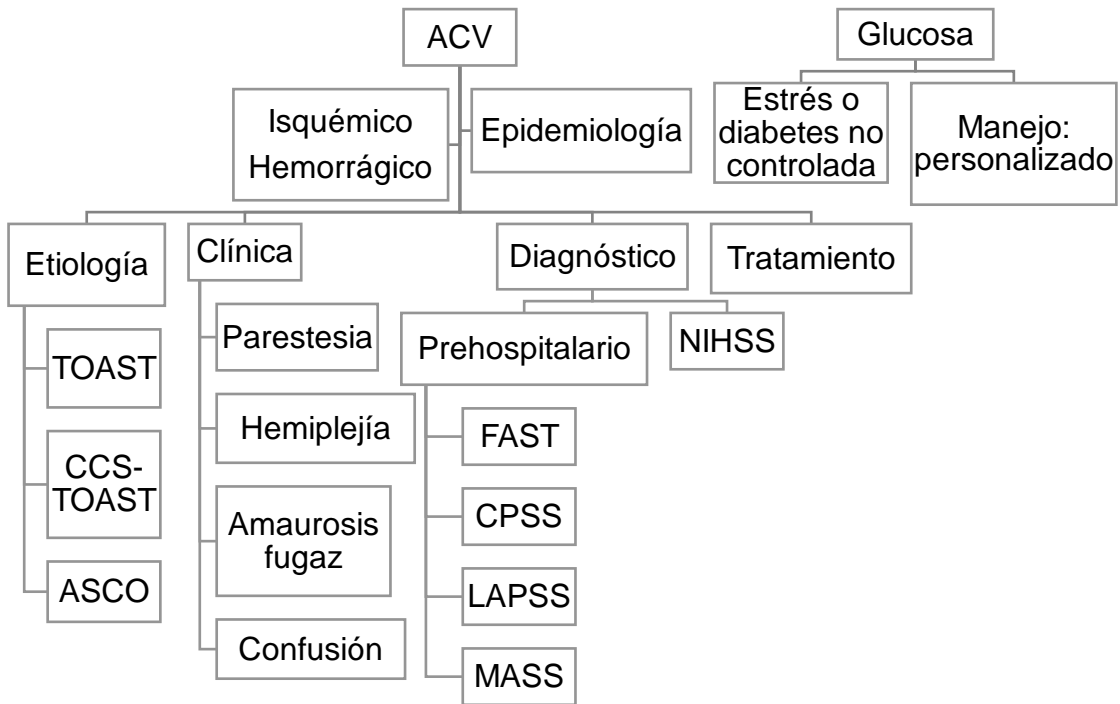 ACV
Glucosa
Isquémico
Hemorrágico
Epidemiología
Estrés o
diabetes no
controlada
Manejo:
personalizado
Etiología
Clínica
Diagnóstico
Tratamiento
TOAST
CCS-
TOAST
ASCO
Parestesia
Hemiplejía
Amaurosis
fugaz
Confusión
Prehospitalario
NIHSS
FAST
CPSS
LAPSS
MASS